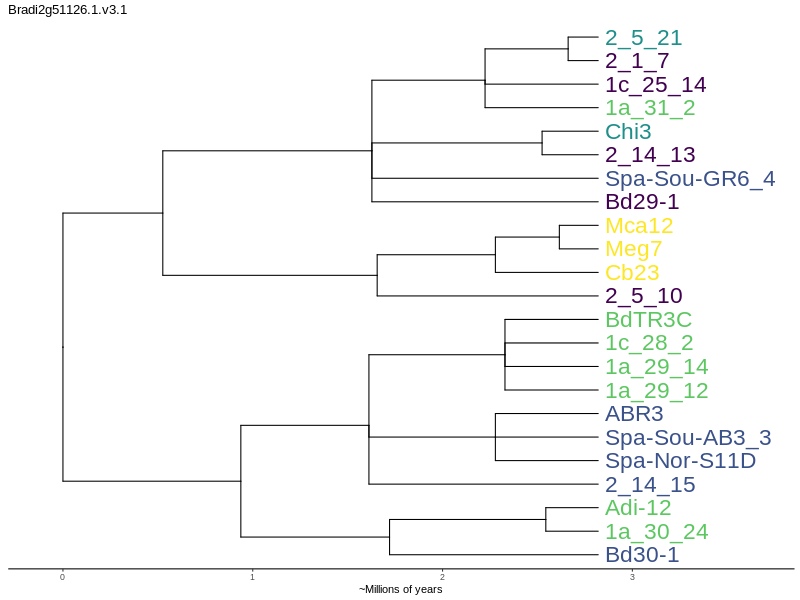 Bradi2g51126.1.v3.1
2_5_21
2_1_7
1c_25_14
1a_31_2
Chi3
2_14_13
Spa-Sou-GR6_4
Bd29-1
Mca12
Meg7
Cb23
2_5_10
BdTR3C
1c_28_2
1a_29_14
1a_29_12
ABR3
Spa-Sou-AB3_3
Spa-Nor-S11D
2_14_15
Adi-12
1a_30_24
Bd30-1
0 1 2 3
~Millions of years